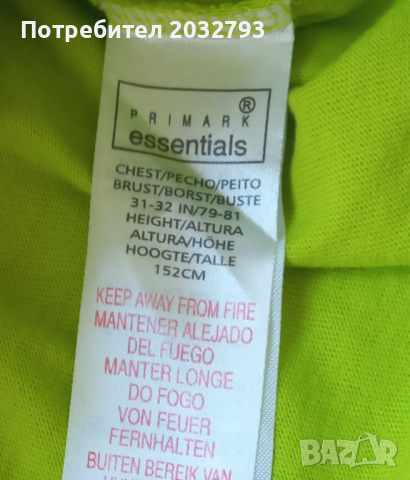 Потребител 2032793
PRIMARK®
essentials
CHEST/PECHO/PEITO
BRUST/BORST/BUSTE
31-32 IN/79-81
HEIGHT/ALTURA
ALTURA/HÖHE
HOOGTE/TALLE
152CM
KEEP AWAY FROM FIRE
MANTENER ALEJADO
DEL FUEGO
MANTER LONGE
DO FOGO
VON FEUER
FERNHALTEN
BUITEN BEREIK VAN
BAZAR